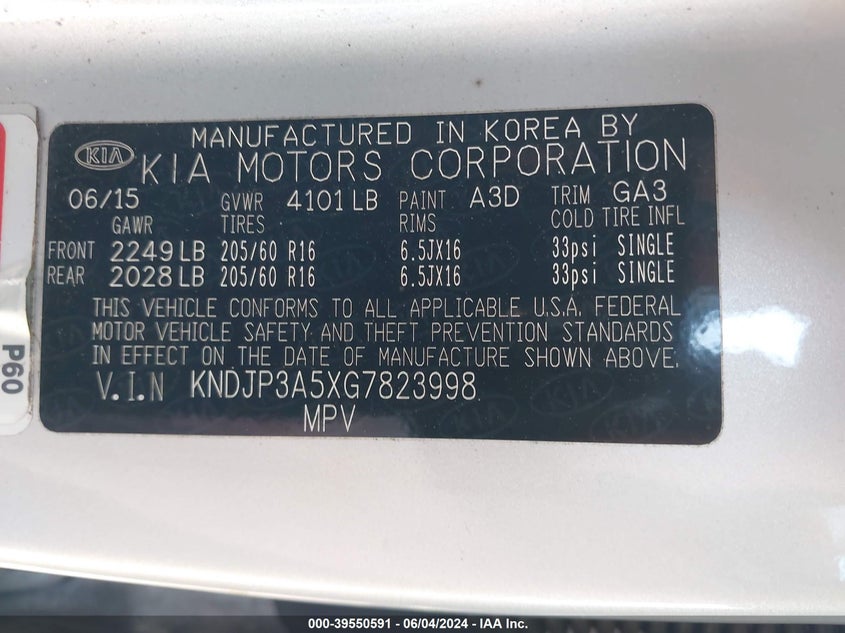 MANUFACTURED IN KOREA BY
KIA KIA MOTORS CORPORATION
06/15 GVWR 4101 LB PAINT A3D TRIM GA3
GAWR TIRES RIMS COLD TIRE INFL
FRONT 2249 LB 205/60 R16 6.5JX16 33psi SINGLE
REAR 2028 LB 205/60 R16 6.5JX16 33psi SINGLE
THIS VEHICLE CONFORMS TO ALL APPLICABLE U.S.A. FEDERAL
MOTOR VEHICLE SAFETY AND THEFT PREVENTION STANDARDS
IN EFFECT ON THE DATE OF MANUFACTURE SHOWN ABOVE.
V.I.N KNDJP3A5XG7823998
MPV
P60
000-39550591 - 06/04/2024 - IAA Inc.